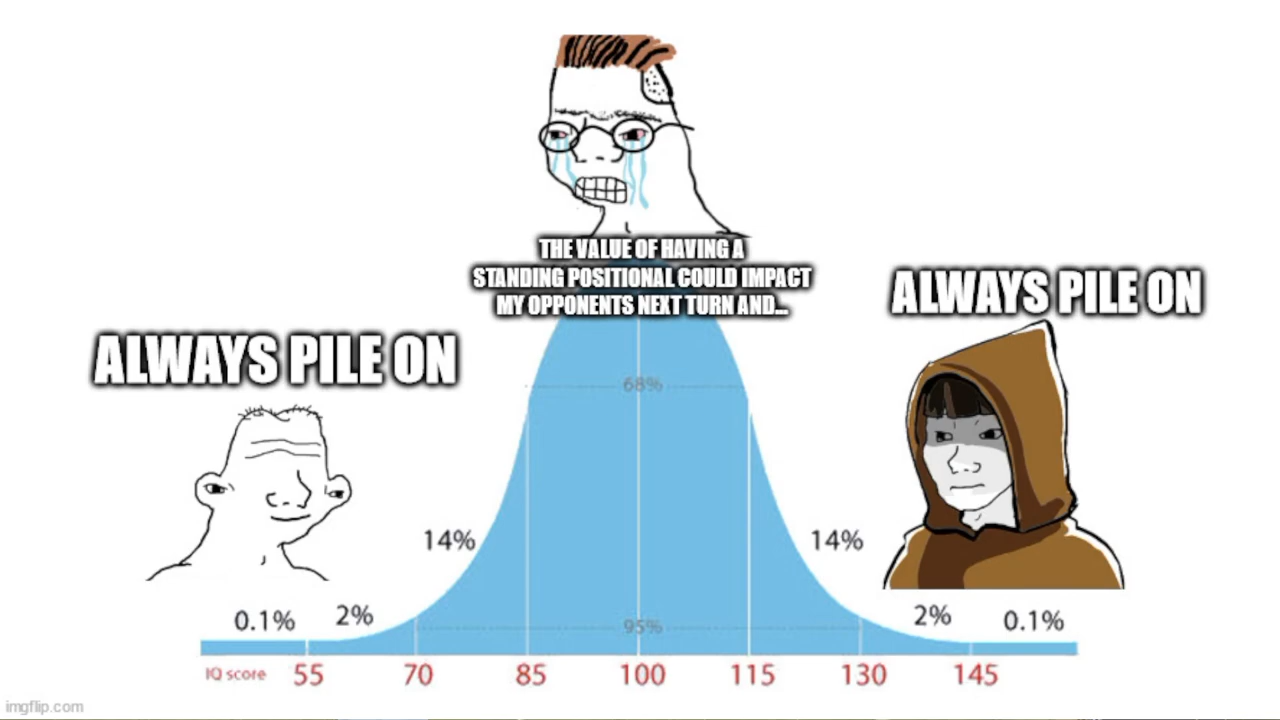 THE VALUE OF HAVING A
STANDING POSITIONAL COULD IMPACT
MY OPPONENTS NEXT TURN AND...
ALWAYS PILE ON
ALWAYS PILE ON
68%
14%
14%
0.1%
2%
95%
2%
0.1%
IQ score 55 70 85 100 115 130 145
imgflip.com